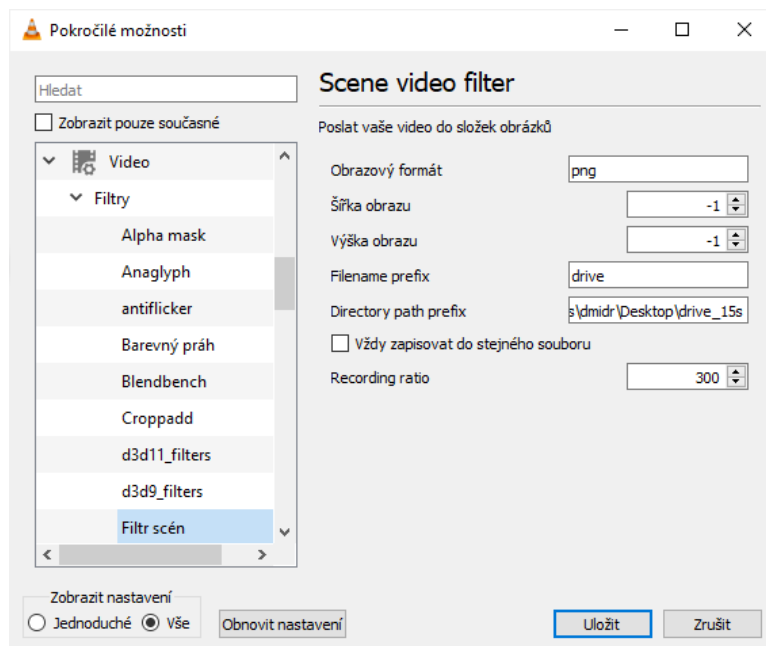 Pokročilé možnosti
Hledat
Zobrazit pouze současné
Video
Filtry
Alpha mask
Anaglyph
antiflicker
Barevný práh
Blendbench
Croppadd
d3d11_filters
d3d9_filters
Filtr scén
Scene video filter
Poslat vaše video do složek obrázků
Obrazový formát png
Šířka obrazu -1
Výška obrazu -1
Filename prefix drive
Directory path prefix s\dmidr\Desktop\drive_15s
Vždy zapisovat do stejného souboru
Recording ratio 300
Zobrazit nastavení
Jednoduché Vše Obnovit nastavení Uložit Zrušit